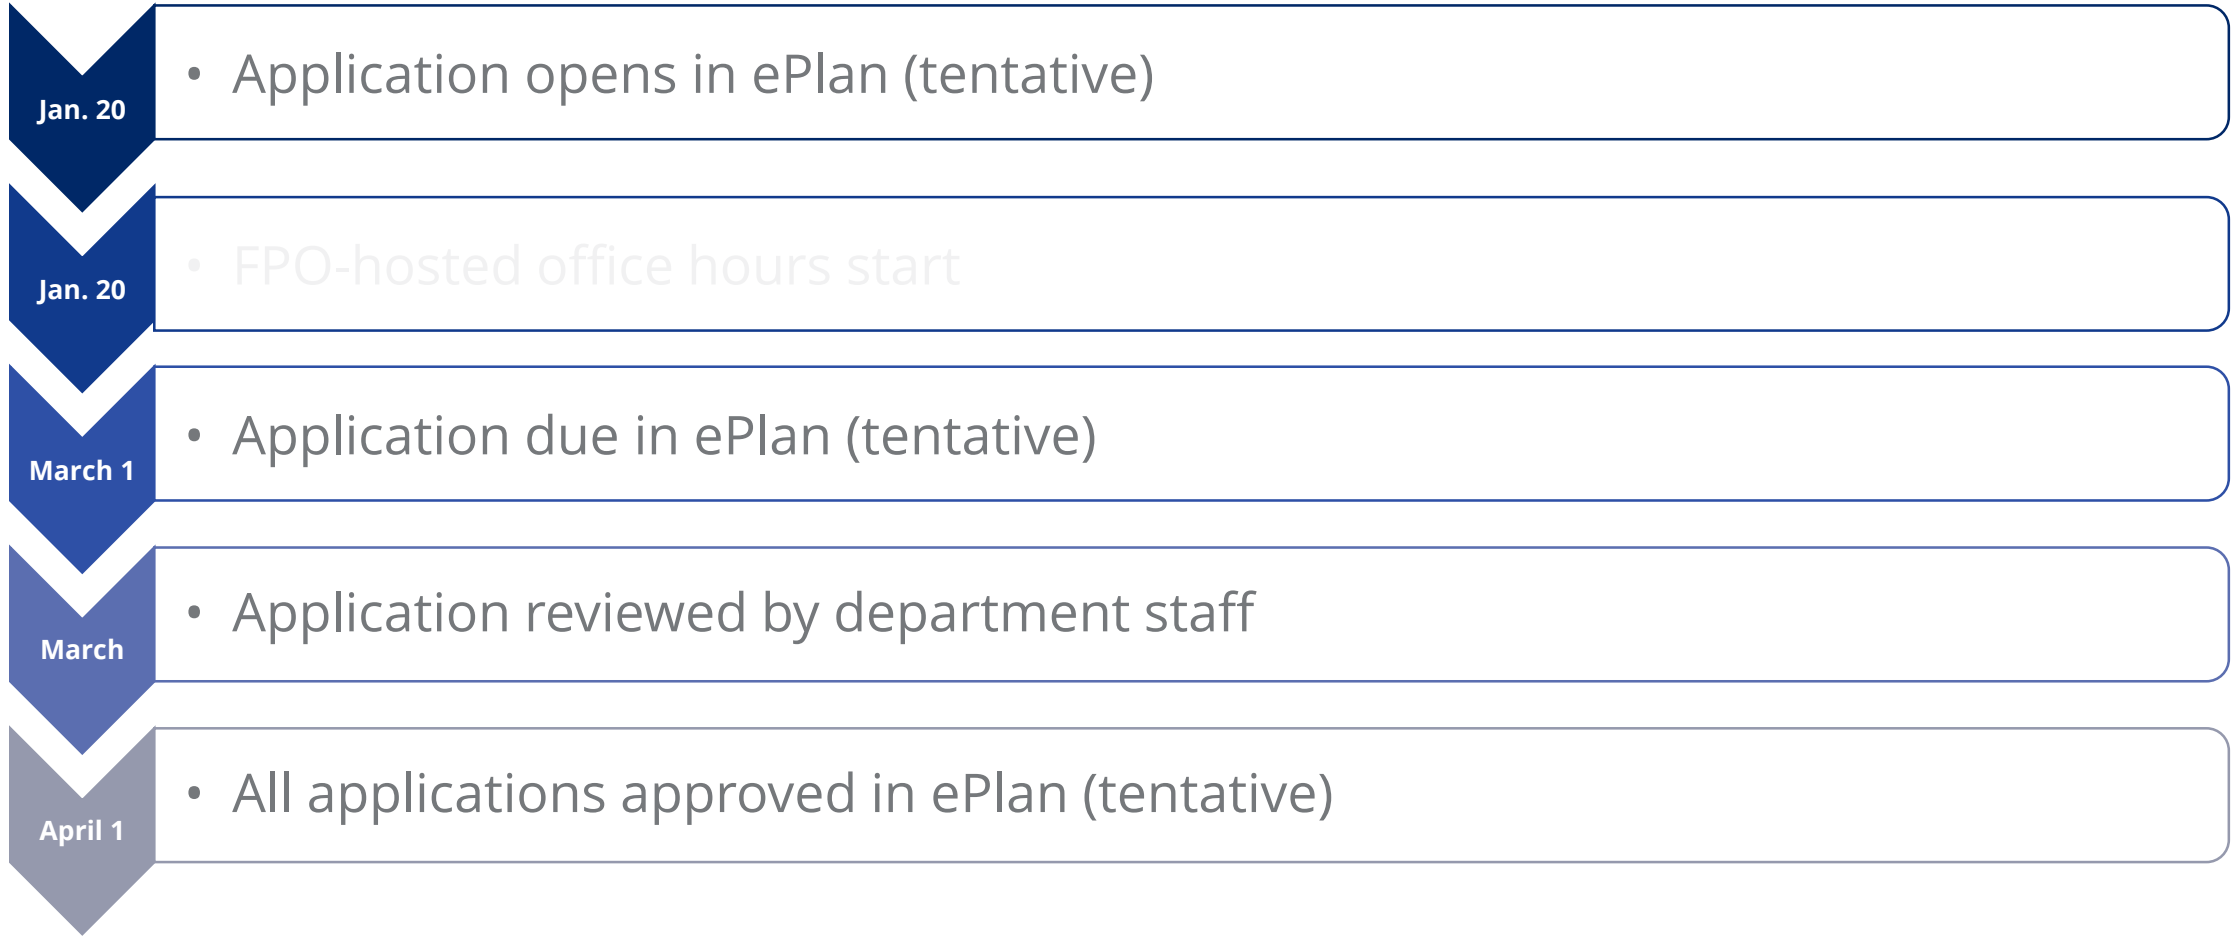 Jan. 20
• Application opens in ePlan (tentative)
Jan. 20
• FPO-hosted office hours start
March 1
• Application due in ePlan (tentative)
March
• Application reviewed by department staff
April 1
• All applications approved in ePlan (tentative)